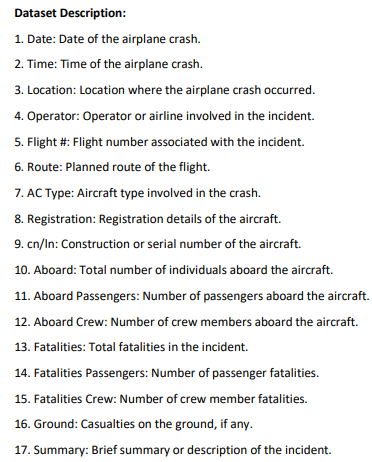 Dataset Description:
1. Date: Date of the airplane crash.
2. Time: Time of the airplane crash.
3. Location: Location where the airplane crash occurred.
4. Operator: Operator or airline involved in the incident.
5. Flight #: Flight number associated with the incident.
6. Route: Planned route of the flight.
7. AC Type: Aircraft type involved in the crash.
8. Registration: Registration details of the aircraft.
9. cn/ln: Construction or serial number of the aircraft.
10. Aboard: Total number of individuals aboard the aircraft.
11. Aboard Passengers: Number of passengers aboard the aircraft.
12. Aboard Crew: Number of crew members aboard the aircraft.
13. Fatalities: Total fatalities in the incident.
14. Fatalities Passengers: Number of passenger fatalities.
15. Fatalities Crew: Number of crew member fatalities.
16. Ground: Casualties on the ground, if any.
17. Summary: Brief summary or description of the incident.